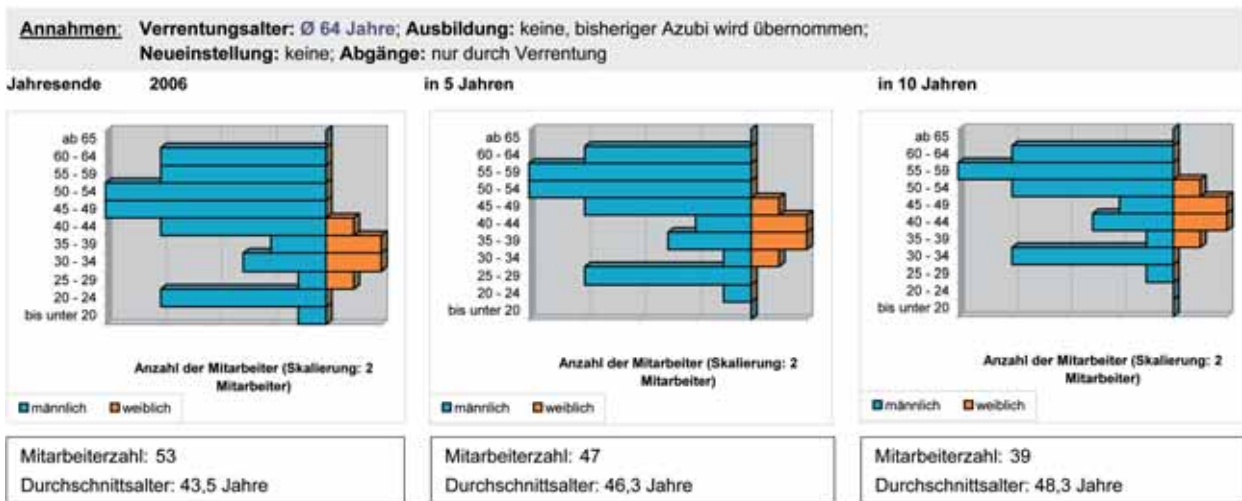 Annahmen: Verrentungsalter: Ø 64 Jahre; Ausbildung: keine, bisheriger Azubi wird übernommen;
Neueinstellung: keine; Abgänge: nur durch Verrentung
Jahresende 2006
in 5 Jahren
in 10 Jahren
ab 65
60 - 64
55 - 59
50 - 54
45 - 49
40 - 44
35 - 39
30 - 34
25 - 29
20 - 24
bis unter 20
Anzahl der Mitarbeiter (Skalierung: 2
Mitarbeiter)
männlich weiblich
Mitarbeiterzahl: 53
Durchschnittsalter: 43,5 Jahre
ab 65
60 - 64
55 - 59
50 - 54
45 - 49
40 - 44
35 - 39
30 - 34
25 - 29
20 - 24
bis unter 20
Anzahl der Mitarbeiter (Skalierung: 2
Mitarbeiter)
männlich weiblich
Mitarbeiterzahl: 47
Durchschnittsalter: 46,3 Jahre
ab 65
60 - 64
55 - 59
50 - 54
45 - 49
40 - 44
35 - 39
30 - 34
25 - 29
20 - 24
bis unter 20
Anzahl der Mitarbeiter (Skalierung: 2
Mitarbeiter)
männlich weiblich
Mitarbeiterzahl: 39
Durchschnittsalter: 48,3 Jahre